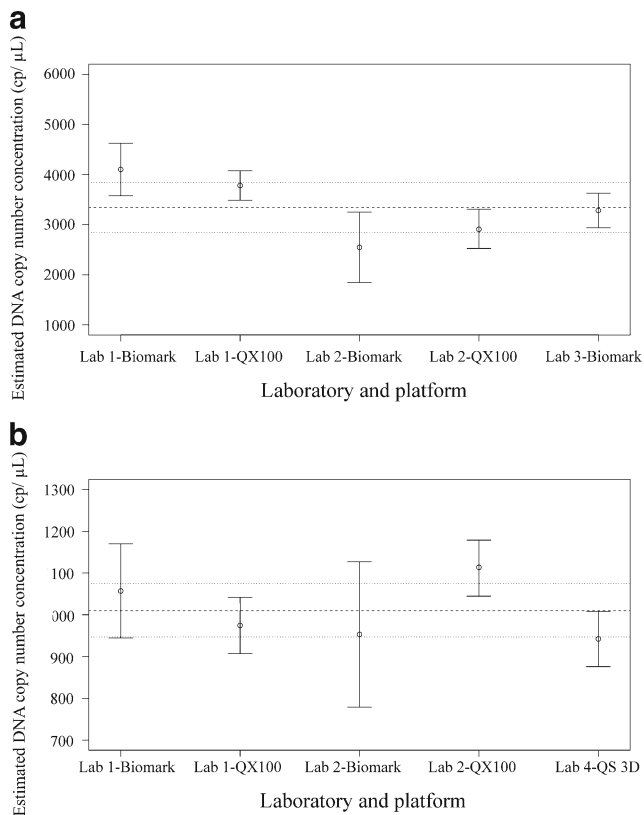 a
Estimated DNA copy number concentration (cp/ μL)
6000
5000
4000
3000
2000
1000
Lab 1-Biomark Lab 1-QX100 Lab 2-Biomark Lab 2-QX100 Lab 3-Biomark
Laboratory and platform
b
Estimated DNA copy number concentration (cp/ μL)
1300
1200
100
000
900
800
700
Lab 1-Biomark Lab 1-QX100 Lab 2-Biomark Lab 2-QX100 Lab 4-QS 3D
Laboratory and platform